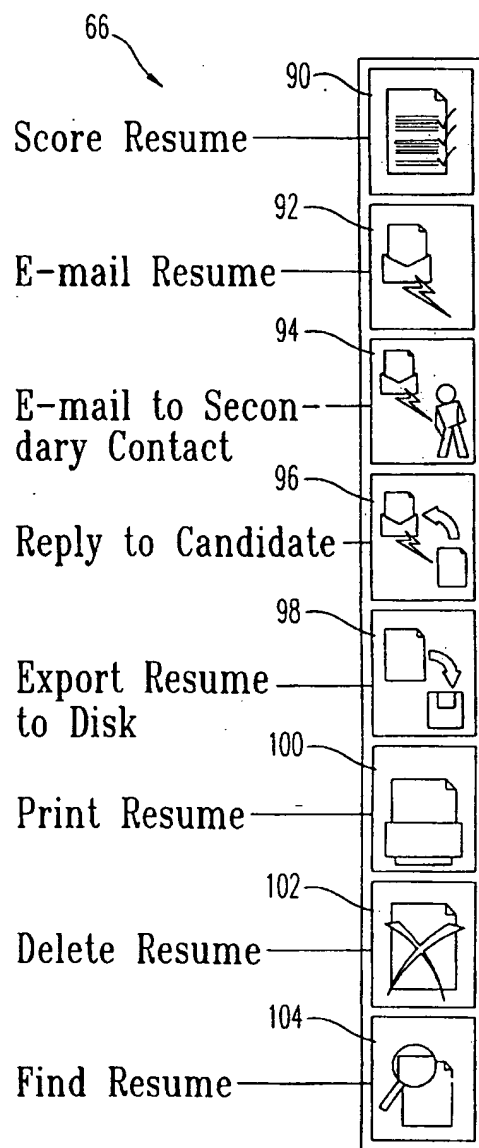 66
90
Score Resume
92
E-mail Resume
94
E-mail to Secon-
dary Contact
96
Reply to Candidate
98
Export Resume
to Disk
100
Print Resume
102
Delete Resume
104
Find Resume